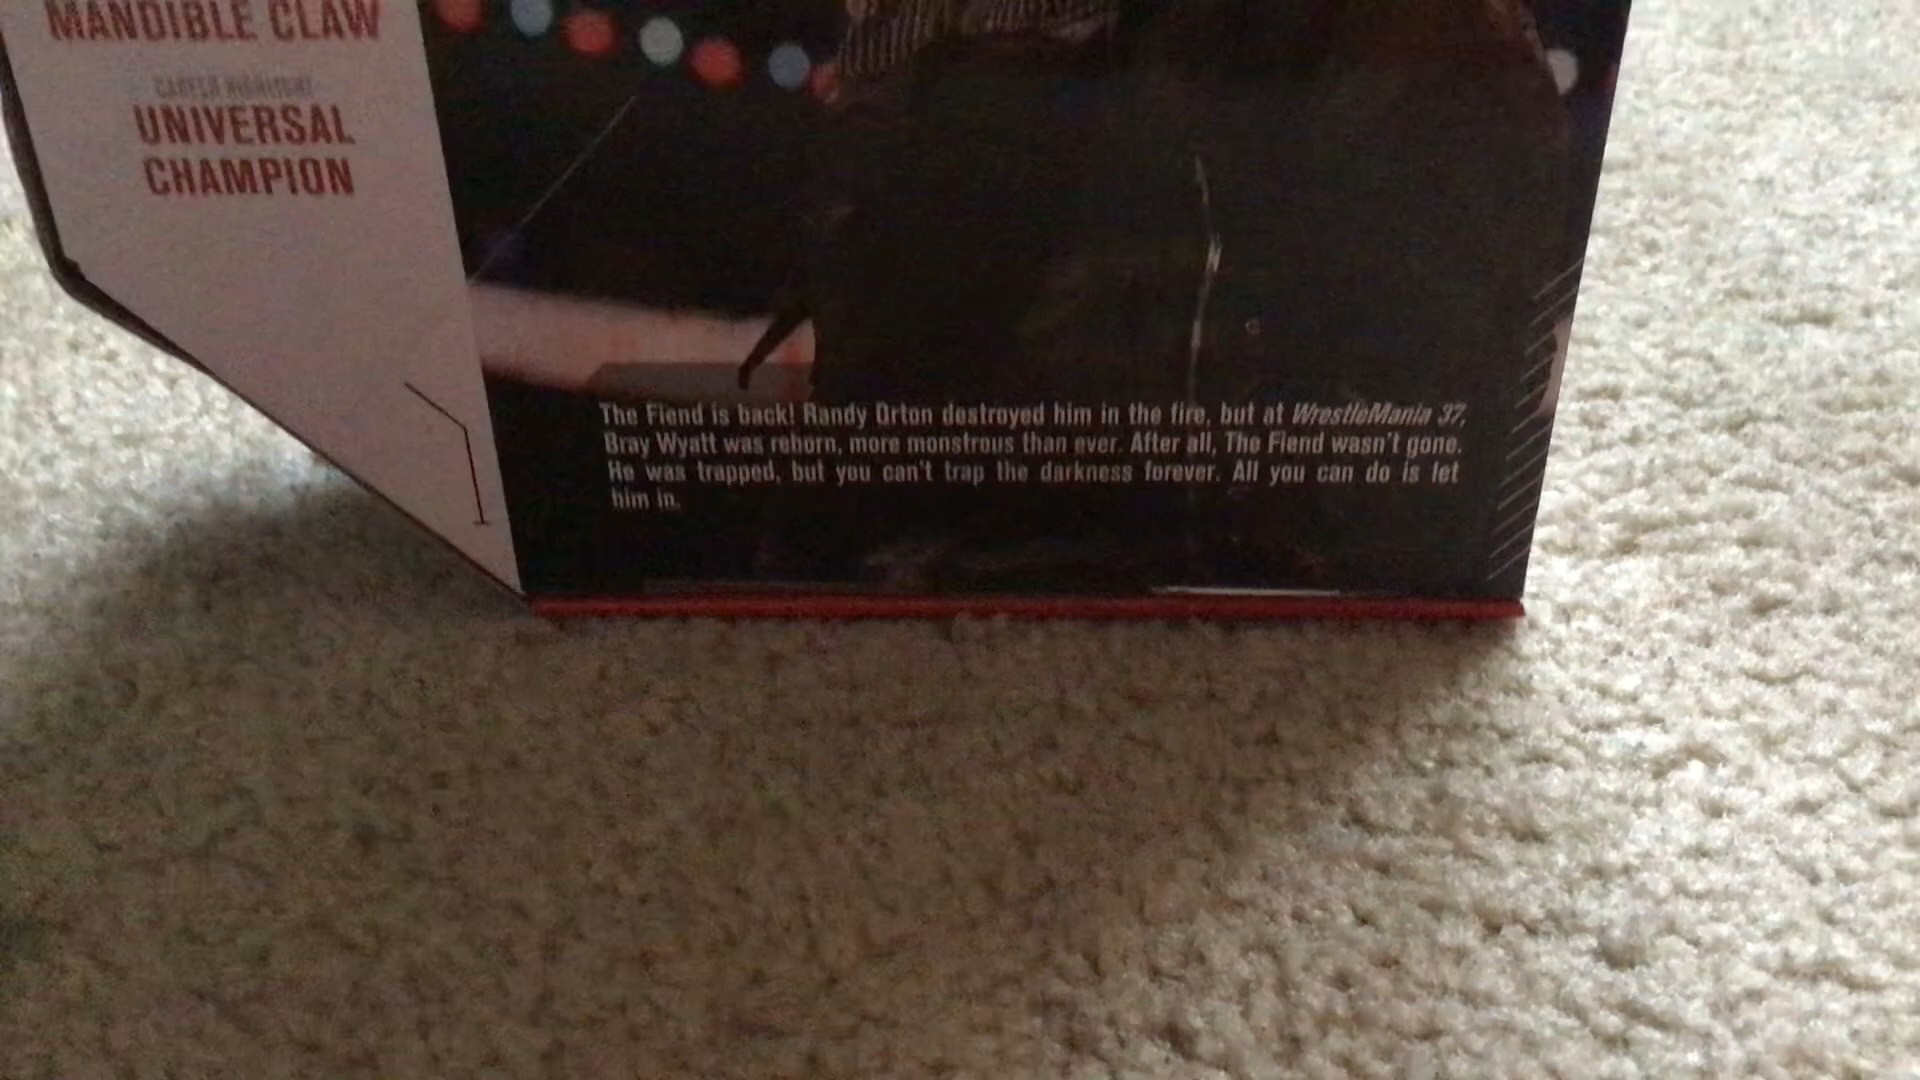 MANDIBLE CLAW
CAREER HIGHLIGHT
UNIVERSAL
CHAMPION
The Fiend is back! Randy Orton destroyed him in the fire, but at WrestleMania 37,
Bray Wyatt was reborn, more monstrous than ever. After all, The Fiend wasn't gone.
He was trapped, but you can't trap the darkness forever. All you can do is let
him in.